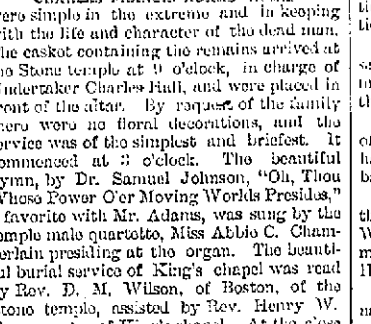 were simple in the extreme and in keeping
with the life and character of the dead man.
The casket containing the remains arrived at
the Stone temple at 9 o'clock, in charge of
Undertaker Charles Hall, and were placed in
front of the altar. By request of the family
there were no floral decorations, and the
service was of the simplest and briefest. It
commenced at 3 o'clock. The beautiful
hymn, by Dr. Samuel Johnson, "Oh, Thou
Whose Power O'er Moving Worlds Presides,"
a favorite with Mr. Adams, was sung by the
temple male quartette, Miss Abbie C. Cham-
berlain presiding at the organ. The beauti-
ful burial service of King's chapel was read
by Rev. D. M. Wilson, of Boston, of the
Stone temple, assisted by Rev. Henry W.